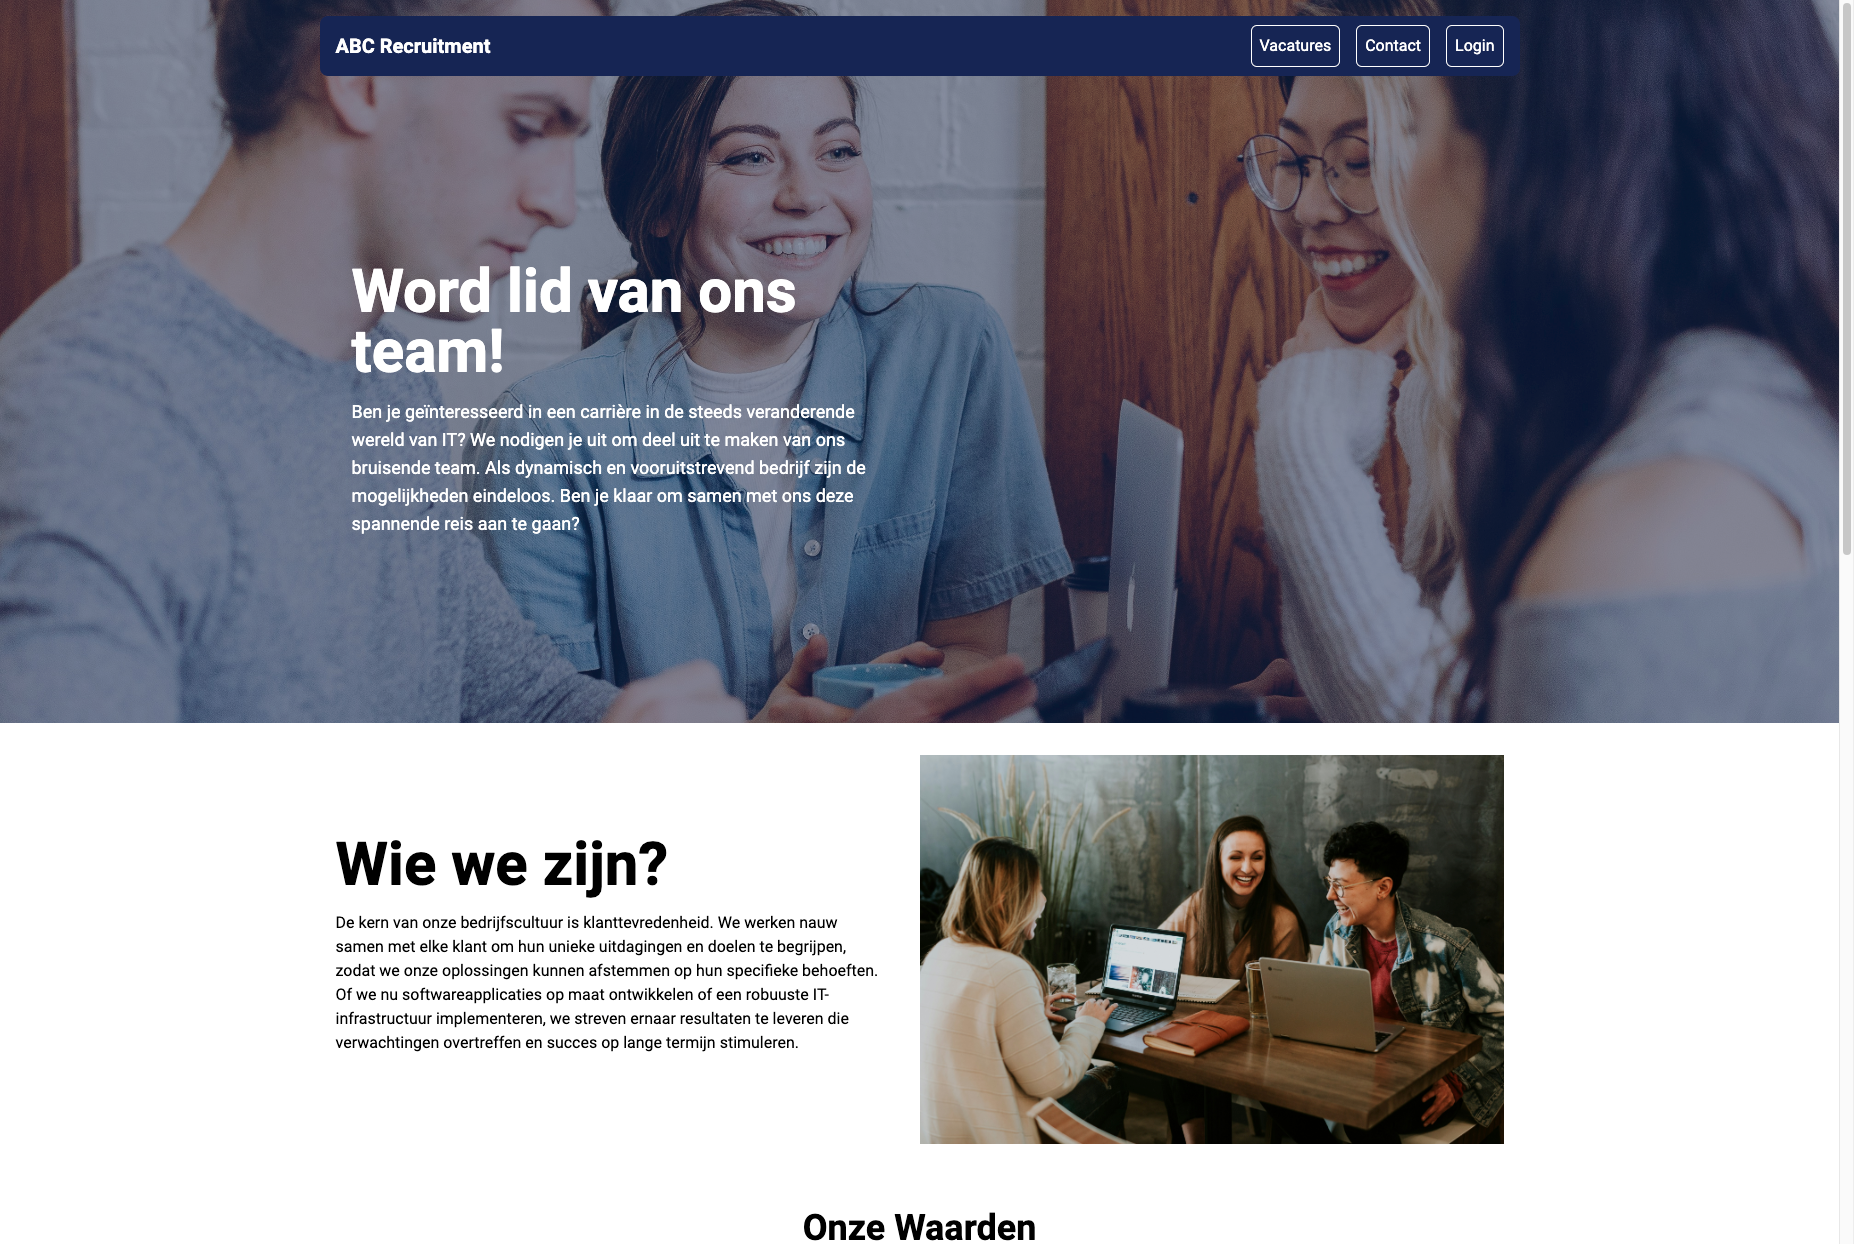 ABC Recruitment
Vacatures
Contact
Login
Word lid van ons
team!
Ben je geïnteresseerd in een carrière in de steeds veranderende
wereld van IT? We nodigen je uit om deel uit te maken van ons
bruisende team. Als dynamisch en vooruitstrevend bedrijf zijn de
mogelijkheden eindeloos. Ben je klaar om samen met ons deze
spannende reis aan te gaan?
Wie we zijn?
De kern van onze bedrijfscultuur is klanttevredenheid. We werken nauw
samen met elke klant om hun unieke uitdagingen en doelen te begrijpen,
zodat we onze oplossingen kunnen afstemmen op hun specifieke behoeften.
Of we nu softwareapplicaties op maat ontwikkelen of een robuuste IT-
infrastructuur implementeren, we streven ernaar resultaten te leveren die
verwachtingen overtreffen en succes op lange termijn stimuleren.
Onze Waarden